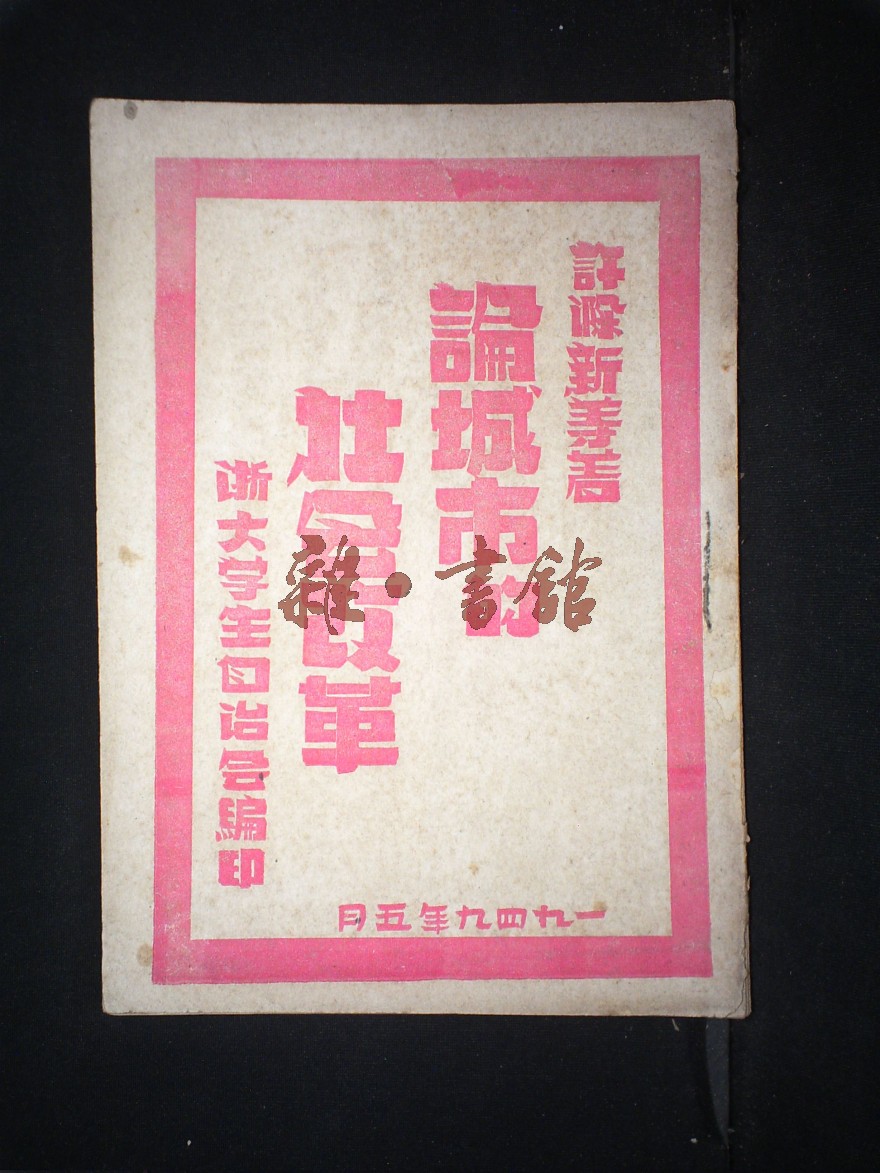 許滌新等著
論城市的
社会改革
浙大学生自治会編印
一九四九年五月
雜·書館